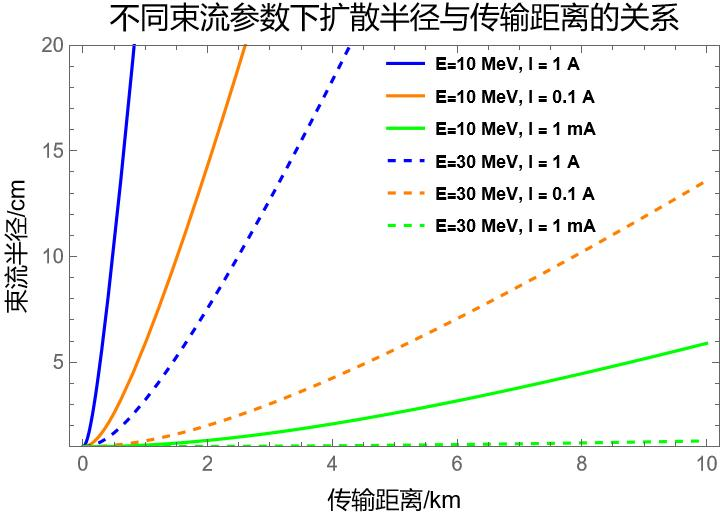 不同束流参数下扩散半径与传输距离的关系
20
15
10
5
束流半径/cm
E=10 MeV, I = 1 A
E=10 MeV, I = 0.1 A
E=10 MeV, I = 1 mA
E=30 MeV, I = 1 A
E=30 MeV, I = 0.1 A
E=30 MeV, I = 1 mA
0 2 4 6 8 10
传输距离/km